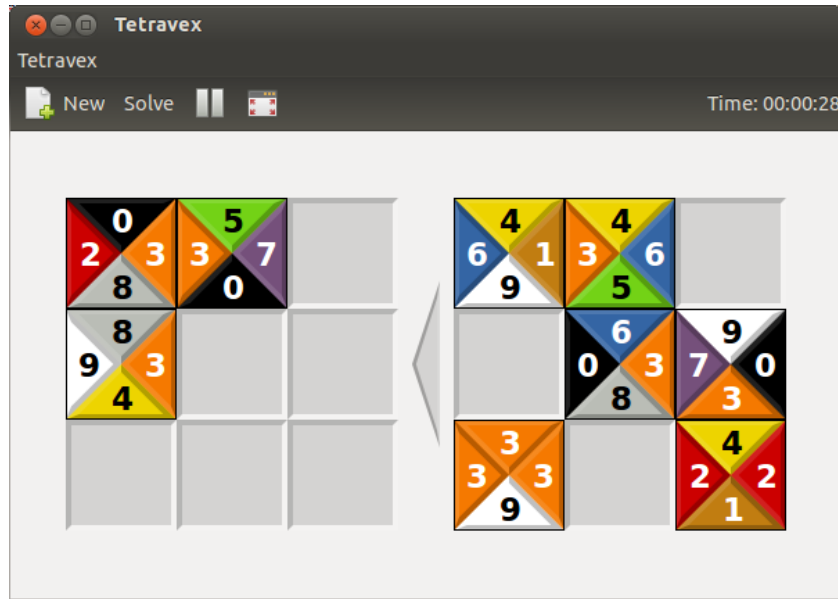 Tetravex
Tetravex
New Solve Time: 00:00:28
0 5 4 4
2 3 3 7 6 1 3 6
8 0 9 5
8 6 9
9 3 0 3 7 0
4 8 3
3 4
3 3 2 2
9 1